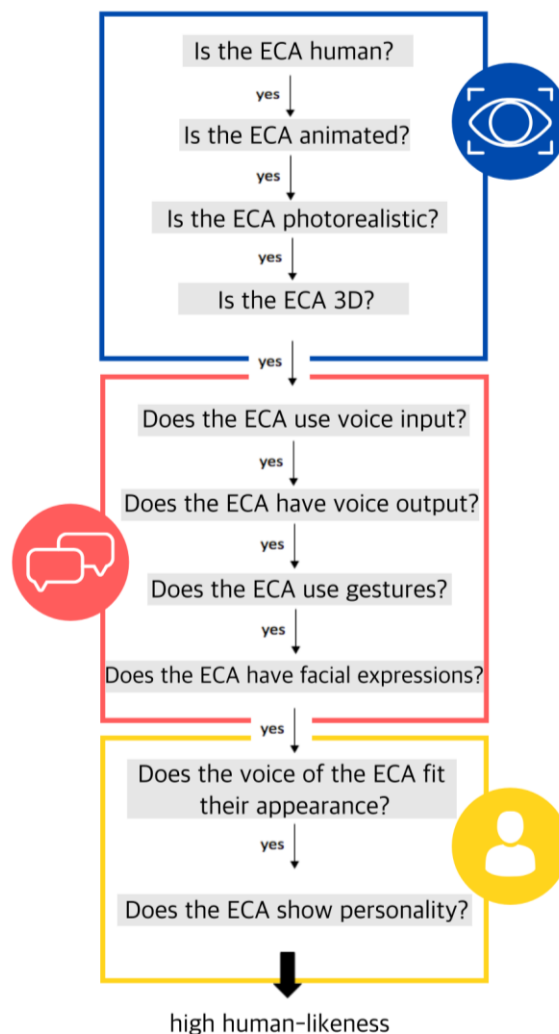 Is the ECA human?
yes
Is the ECA animated?
yes
Is the ECA photorealistic?
yes
Is the ECA 3D?
yes
Does the ECA use voice input?
yes
Does the ECA have voice output?
yes
Does the ECA use gestures?
yes
Does the ECA have facial expressions?
yes
Does the voice of the ECA fit
their appearance?
yes
Does the ECA show personality?
high human-likeness